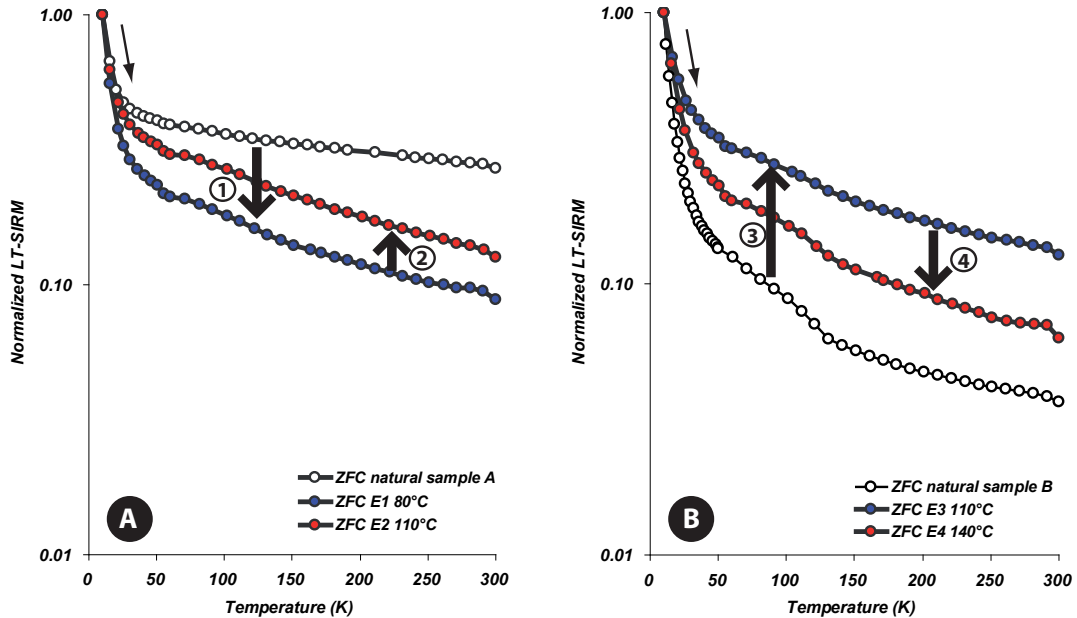 Normalized LT-SIRM
1.00
0.10
0.01
1
2
ZFC natural sample A
ZFC E1 80°C
ZFC E2 110°C
A
0 50 100 150 200 250 300
Temperature (K)
Normalized LT-SIRM
1.00
0.10
0.01
3
4
ZFC natural sample B
ZFC E3 110°C
ZFC E4 140°C
B
0 50 100 150 200 250 300
Temperature (K)